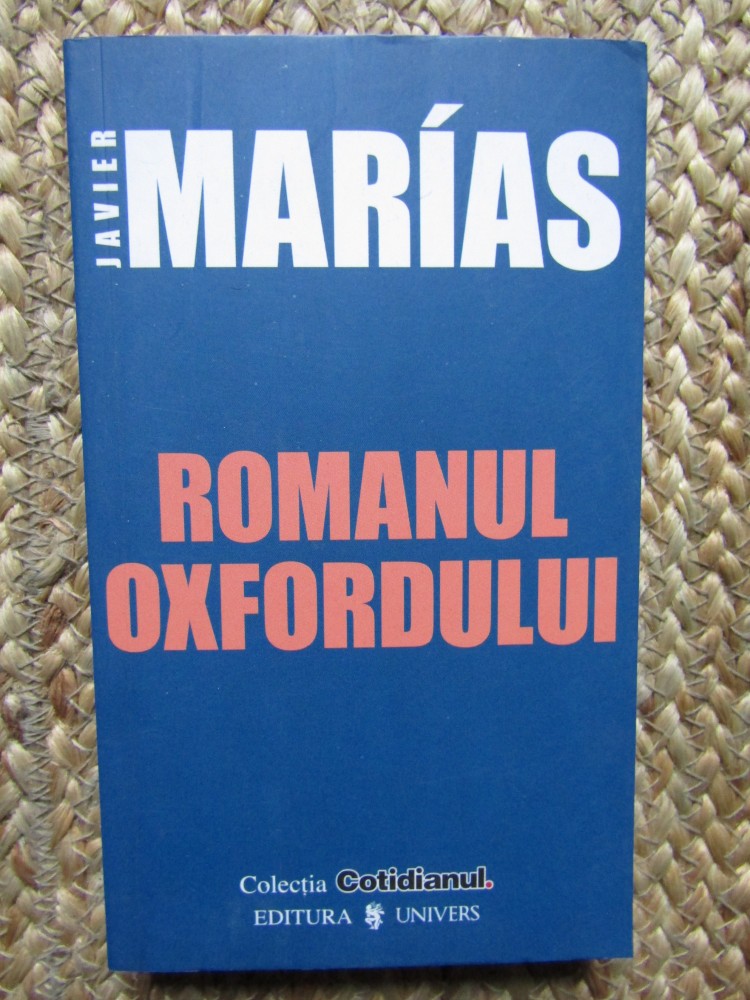 JAVIER
MARÍAS
ROMANUL
OXFORDULUI
Colecția Cotidianul.
EDITURA UNIVERS